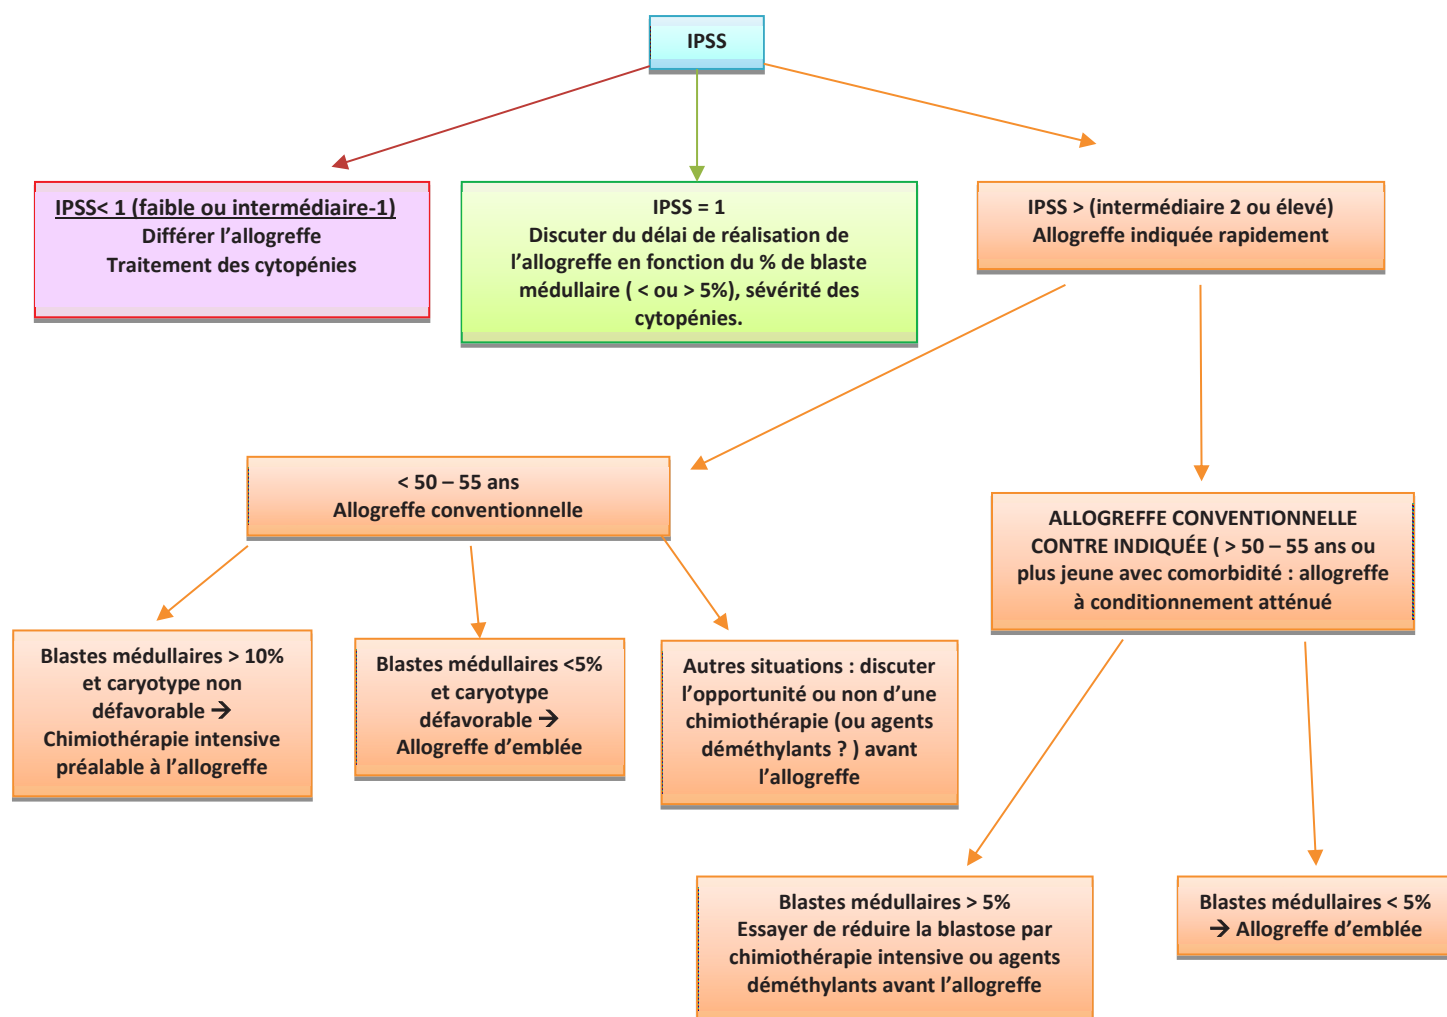 IPSS
IPSS< 1 (faible ou intermédiaire-1)
Différer l’allogreffe
Traitement des cytopénies
IPSS = 1
Discuter du délai de réalisation de
l’allogreffe en fonction du % de blaste
médullaire ( < ou > 5%), sévérité des
cytopénies.
IPSS > (intermédiaire 2 ou élevé)
Allogreffe indiquée rapidement
< 50 – 55 ans
Allogreffe conventionnelle
ALLOGREFFE CONVENTIONNELLE
CONTRE INDIQUÉE ( > 50 – 55 ans ou
plus jeune avec comorbidité : allogreffe
à conditionnement atténué
Blastes médullaires > 10%
et caryotype non
défavorable →
Chimiothérapie intensive
préalable à l’allogreffe
Blastes médullaires <5%
et caryotype
défavorable →
Allogreffe d’emblée
Autres situations : discuter
l’opportunité ou non d’une
chimiothérapie (ou agents
déméthylants ? ) avant
l’allogreffe
Blastes médullaires > 5%
Essayer de réduire la blastose par
chimiothérapie intensive ou agents
déméthylants avant l’allogreffe
Blastes médullaires < 5%
→ Allogreffe d’emblée